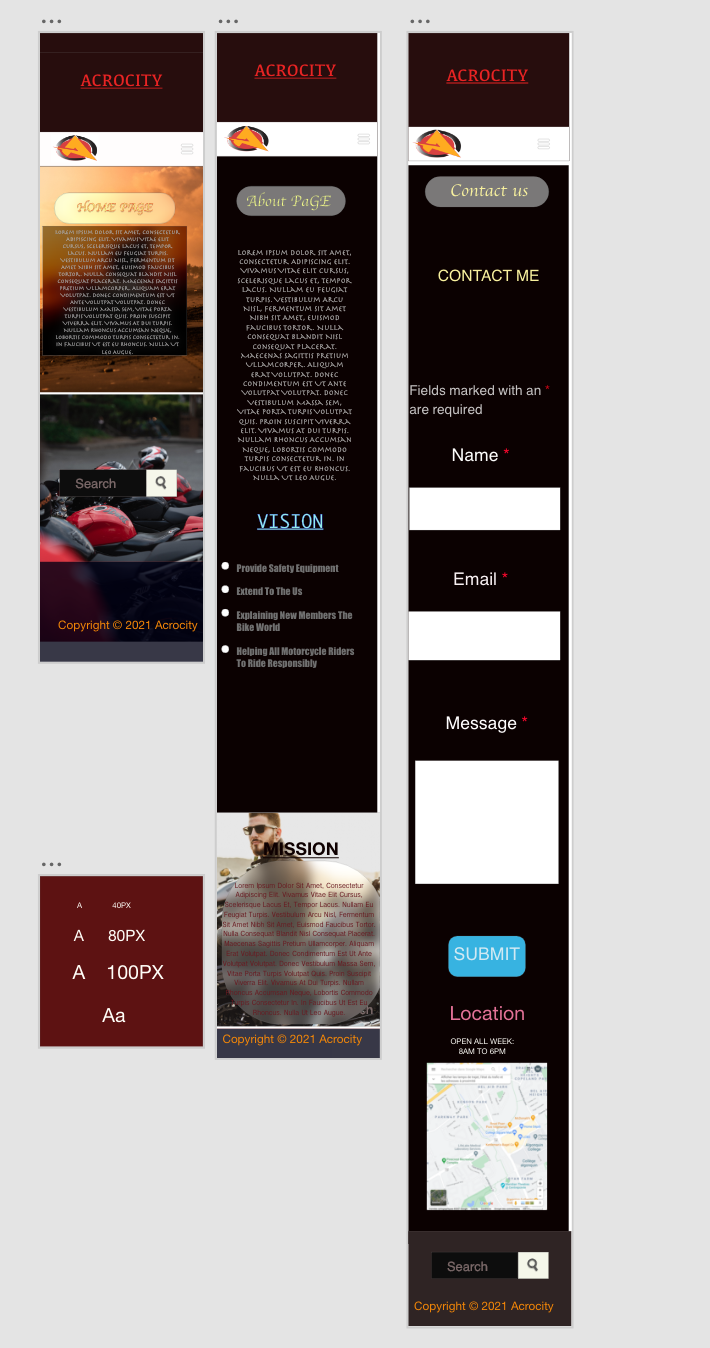 ACROCITY
HOME PAGE
LOREM IPSUM DOLOR SIT AMET, CONSECTETUR
ADIPISCING ELIT. VIVAMUS VITAE ELIT
CURSUS, SCELERISQUE LACUS ET, TEMPOR
LACUS. NULLAM EU FEUGIAT TURPIS.
VESTIBULUM ARCU NISL, FERMENTUM SIT
AMET NIBH SIT AMET, EUISMOD FAUCIBUS
TORTOR. NULLA CONSEQUAT BLANDIT NISL
CONSEQUAT PLACERAT. MAECENAS SAGITTIS
PRETIUM ULLAMCORPER. ALIQUAM ERAT
VOLUTPAT. DONEC CONDIMENTUM EST UT
ANTE VOLUTPAT VOLUTPAT. DONEC
VESTIBULUM MASSA SEM, VITAE PORTA
TURPIS VOLUTPAT QUIS. PROIN SUSCIPIT
VIVERRA ELIT. VIVAMUS AT DUI TURPIS.
NULLAM RHONCUS ACCUMSAN NEQUE,
LOBORTIS COMMODO TURPIS CONSECTETUR IN.
IN FAUCIBUS UT EST EU RHONCUS. NULLA UT
LEO AUGUE.
Search
Copyright © 2021 Acrocity
A 40PX
A 80PX
A 100PX
Aa
ACROCITY
About PaGE
LOREM IPSUM DOLOR SIT AMET,
CONSECTETUR ADIPISCING ELIT.
VIVAMUS VITAE ELIT CURSUS,
SCELERISQUE LACUS ET, TEMPOR
LACUS. NULLAM EU FEUGIAT
TURPIS. VESTIBULUM ARCU
NISL, FERMENTUM SIT AMET
NIBH SIT AMET, EUISMOD
FAUCIBUS TORTOR. NULLA
CONSEQUAT BLANDIT NISL
CONSEQUAT PLACERAT.
MAECENAS SAGITTIS PRETIUM
ULLAMCORPER. ALIQUAM
ERAT VOLUTPAT. DONEC
CONDIMENTUM EST UT ANTE
VOLUTPAT VOLUTPAT. DONEC
VESTIBULUM MASSA SEM,
VITAE PORTA TURPIS VOLUTPAT
QUIS. PROIN SUSCIPIT VIVERRA
ELIT. VIVAMUS AT DUI TURPIS.
NULLAM RHONCUS ACCUMSAN
NEQUE, LOBORTIS COMMODO
TURPIS CONSECTETUR IN. IN
FAUCIBUS UT EST EU RHONCUS.
NULLA UT LEO AUGUE.
VISION
Provide Safety Equipment
Extend To The Us
Explaining New Members The
Bike World
Helping All Motorcycle Riders
To Ride Responsibly
MISSION
Lorem Ipsum Dolor Sit Amet, Consectetur
Adipiscing Elit. Vivamus Vitae Elit Cursus,
Scelerisque Lacus Et, Tempor Lacus. Nullam Eu
Feugiat Turpis. Vestibulum Arcu Nisl, Fermentum
Sit Amet Nibh Sit Amet, Euismod Faucibus Tortor.
Nulla Consequat Blandit Nisl Consequat Placerat.
Maecenas Sagittis Pretium Ullamcorper. Aliquam
Erat Volutpat. Donec Condimentum Est Ut Ante
Volutpat Volutpat. Donec Vestibulum Massa Sem,
Vitae Porta Turpis Volutpat Quis. Proin Suscipit
Viverra Elit. Vivamus At Dui Turpis. Nullam
Rhoncus Accumsan Neque, Lobortis Commodo
Turpis Consectetur In. In Faucibus Ut Est Eu
Rhoncus. Nulla Ut Leo Augue.
Copyright © 2021 Acrocity
ACROCITY
Contact us
CONTACT ME
Fields marked with an *
are required
Name *
Email *
Message *
SUBMIT
Location
OPEN ALL WEEK:
8AM TO 6PM
Search
Copyright © 2021 Acrocity